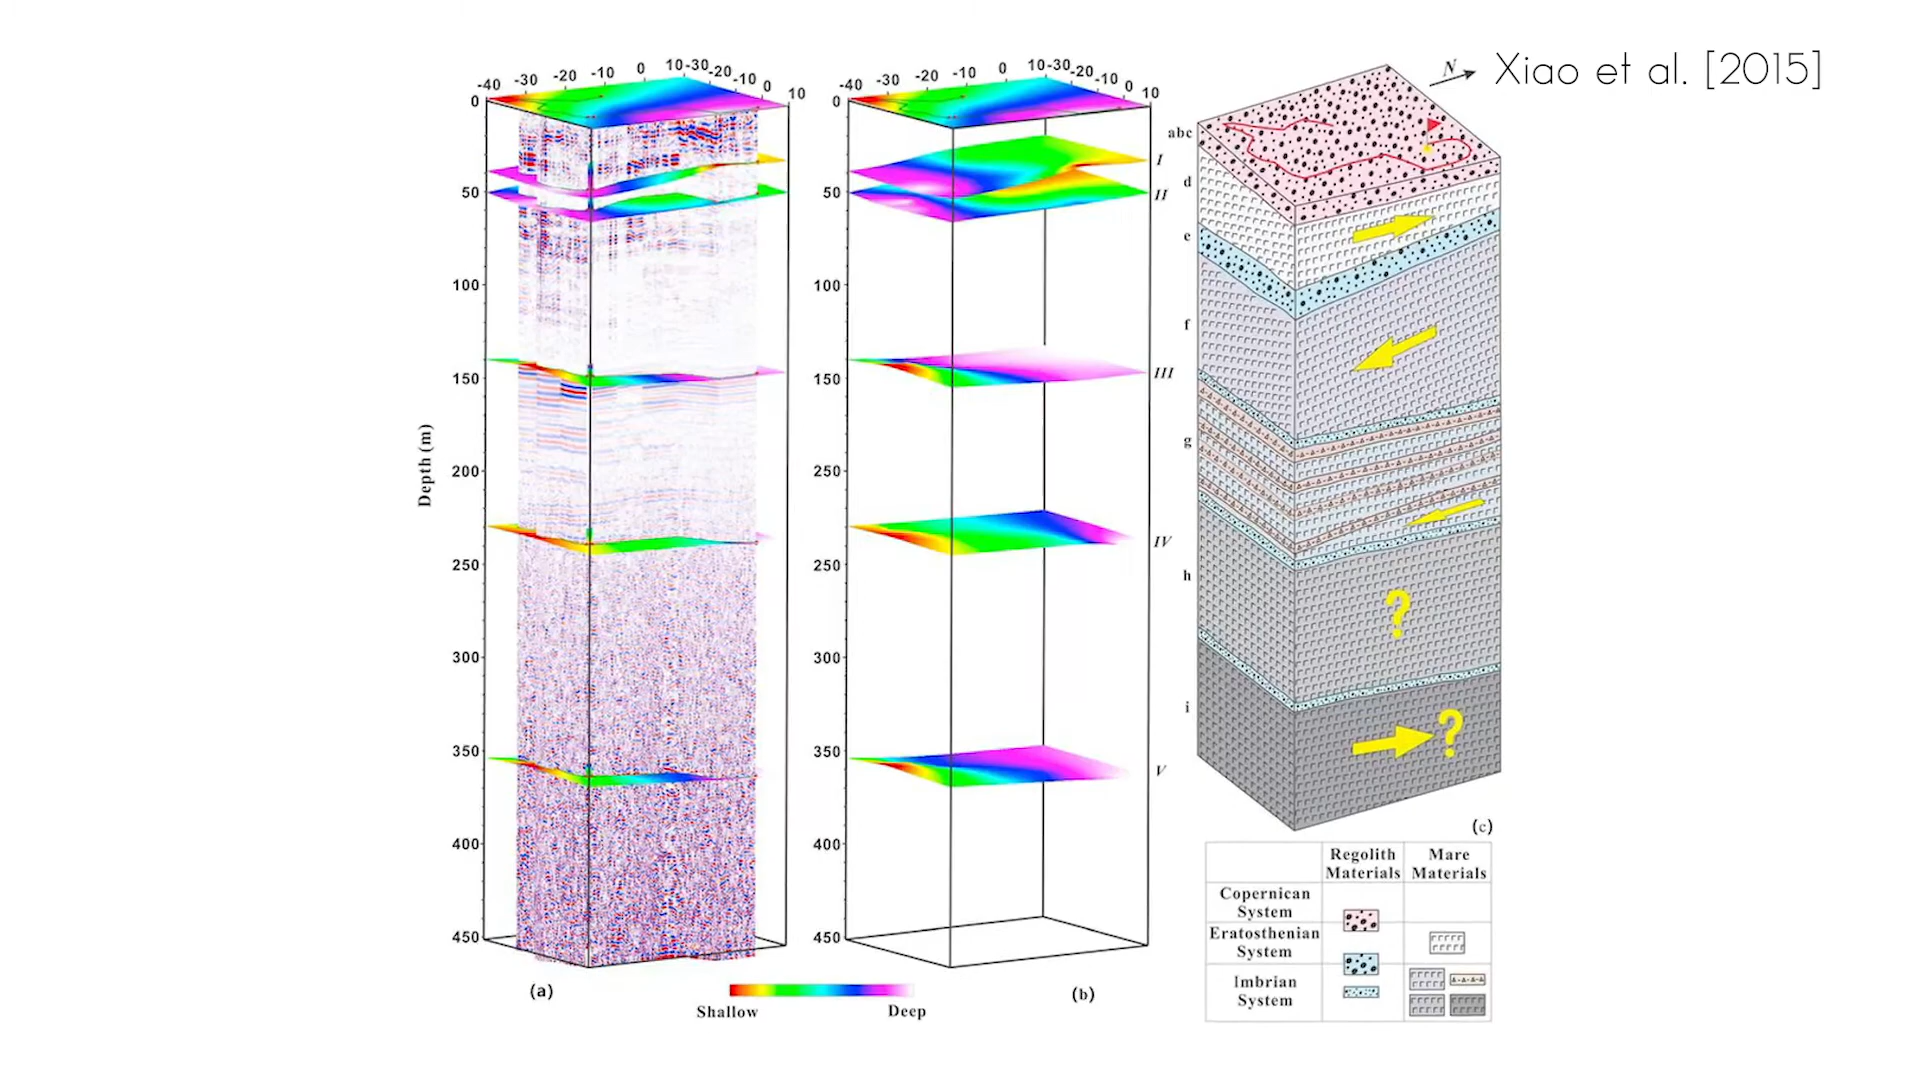 Xiao et al. [2015]
-40 -30 -20 -10 0 10 -30 -20 -10 0 10
0
50
100
150
200
250
300
350
400
450
Depth (m)
(a)
-40 -30 -20 -10 0 10 -30 -20 -10 0 10
0
50
100
150
250
250
300
350
400
450
I
II
III
IV
V
(b)
Shallow
Deep
N
abc
d
e
f
g
h
i
?
?
(c)
Regolith Materials
Mare Materials
Copernican System
Eratosthenian System
Imbrian System